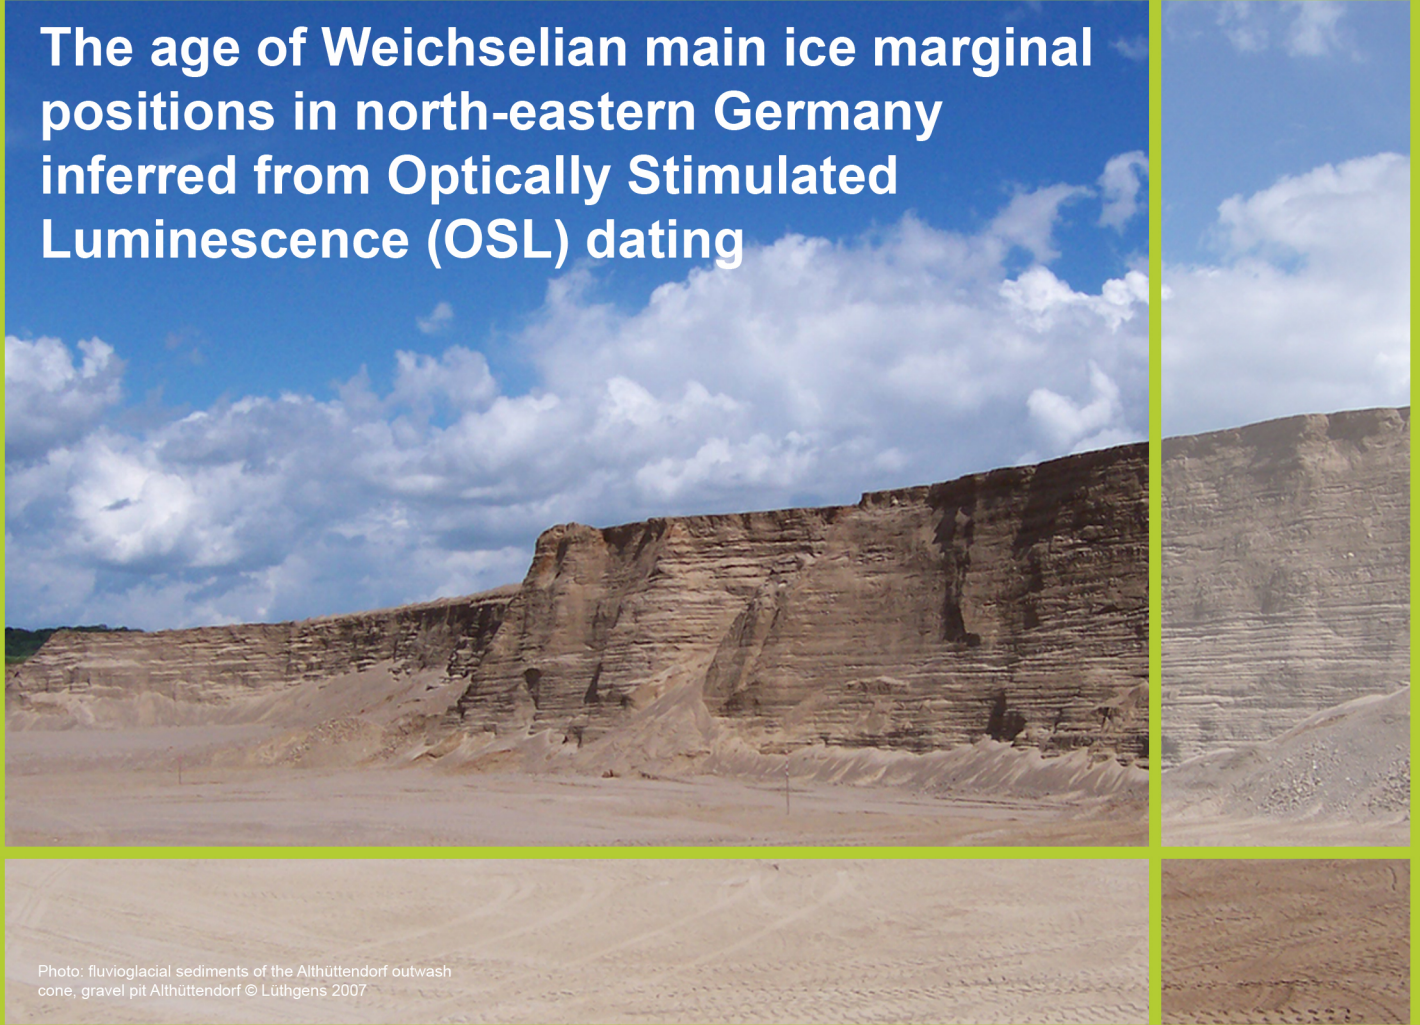 The age of Weichselian main ice marginal
positions in north-eastern Germany
inferred from Optically Stimulated
Luminescence (OSL) dating
Photo: fluvioglacial sediments of the Althüttendorf outwash
cone, gravel pit Althüttendorf © Lüthgens 2007